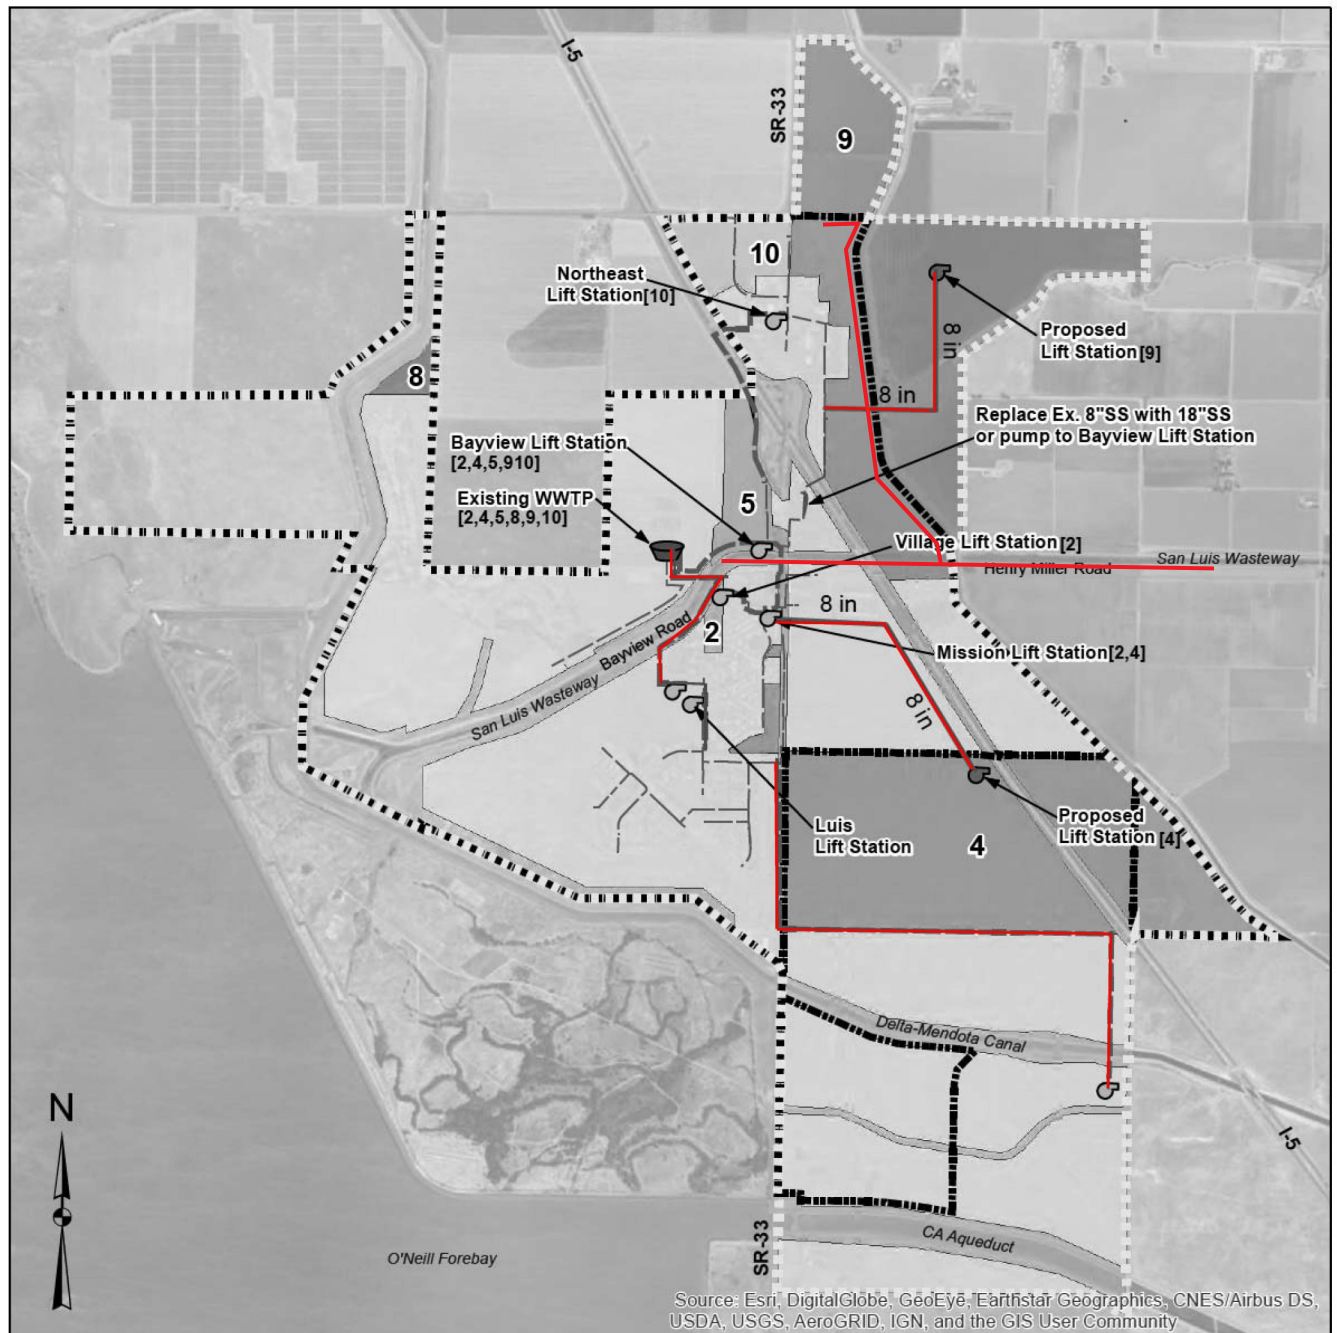 I-5
SR-33
9
10
Northeast
Lift Station[10]
8 in
Proposed
Lift Station[9]
8
8 in
Replace Ex. 8"SS with 18"SS
or pump to Bayview Lift Station
Bayview Lift Station
[2,4,5,910]
Existing WWTP
[2,4,5,8,9,10]
5
Village Lift Station[2]
San Luis Wasteway
Henry Miller Road
8 in
2
Bayview Road
Mission Lift Station[2,4]
San Luis Wasteway
8 in
Luis
Lift Station
Proposed
Lift Station [4]
4
Delta-Mendota Canal
N
I-5
SR-33
CA Aqueduct
O'Neill Forebay
Source: Esri, DigitalGlobe, GeoEye, Earthstar Geographics, CNES/Airbus DS,
USDA, USGS, AeroGRID, IGN, and the GIS User Community